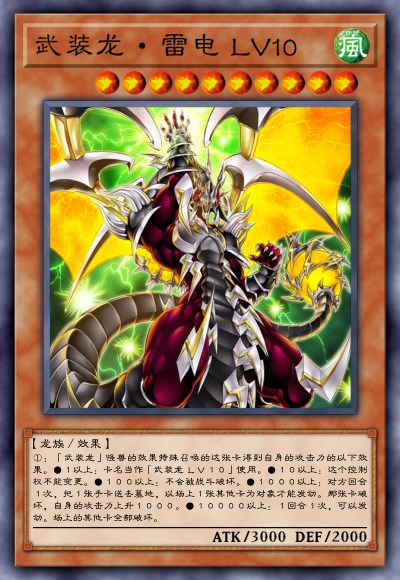 武装龙・雷电 LV10
風
【龙族/效果】
①:「武装龙」怪兽的效果特殊召唤的这张卡得到自身的攻击力的以下效
果。●1以上:卡名当作「武装龙 LV10」使用。●10以上:这个控制
权不能变更。●100以上:不会被战斗破坏。●1000以上:对方回合
1次,把1张手卡送去墓地,以场上1张其他卡为对象才能发动。那张卡破
坏,自身的攻击力上升1000。●10000以上:1回合1次,可以发
动。场上的其他卡全部破坏。
ATK/3000 DEF/2000